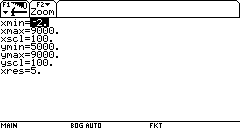 F1 F2
Zoom
xmin=-2.
xmax=9000.
xscl=100.
ymin=5000.
ymax=9000.
yscl=100.
xres=5.
MAIN BOG AUTO FKT